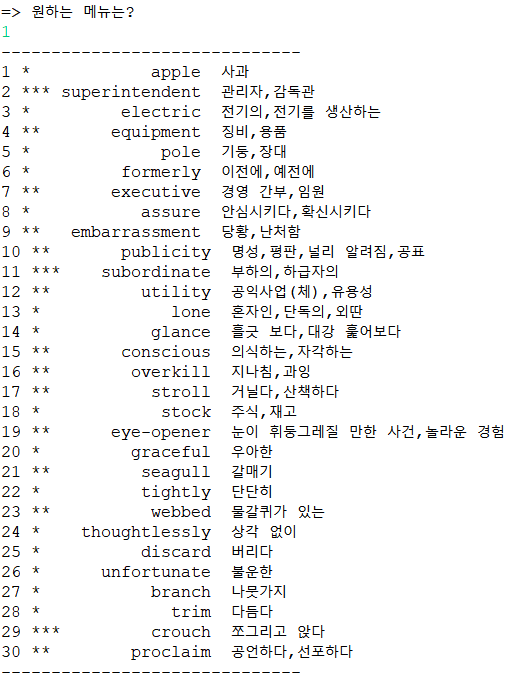 => 원하는 메뉴는?
1
------------------------------
1 * apple 사과
2 *** superintendent 관리자,감독관
3 * electric 전기의,전기를 생산하는
4 ** equipment 징비,용품
5 * pole 기둥,장대
6 * formerly 이전에,예전에
7 ** executive 경영 간부,임원
8 * assure 안심시키다,확신시키다
9 ** embarrassment 당황,난처함
10 ** publicity 명성,평판,널리 알려짐,공표
11 *** subordinate 부하의,하급자의
12 ** utility 공익사업(체),유용성
13 * lone 혼자인,단독의,외딴
14 * glance 흘긋 보다,대강 훑어보다
15 ** conscious 의식하는,자각하는
16 ** overkill 지나침,과잉
17 ** stroll 거닐다,산책하다
18 * stock 주식,재고
19 ** eye-opener 눈이 휘둥그레질 만한 사건,놀라운 경험
20 * graceful 우아한
21 ** seagull 갈매기
22 * tightly 단단히
23 ** webbed 물갈퀴가 있는
24 * thoughtlessly 상각 없이
25 * discard 버리다
26 * unfortunate 불운한
27 * branch 나뭇가지
28 * trim 다듬다
29 *** crouch 쪼그리고 앉다
30 ** proclaim 공언하다,선포하다
------------------------------